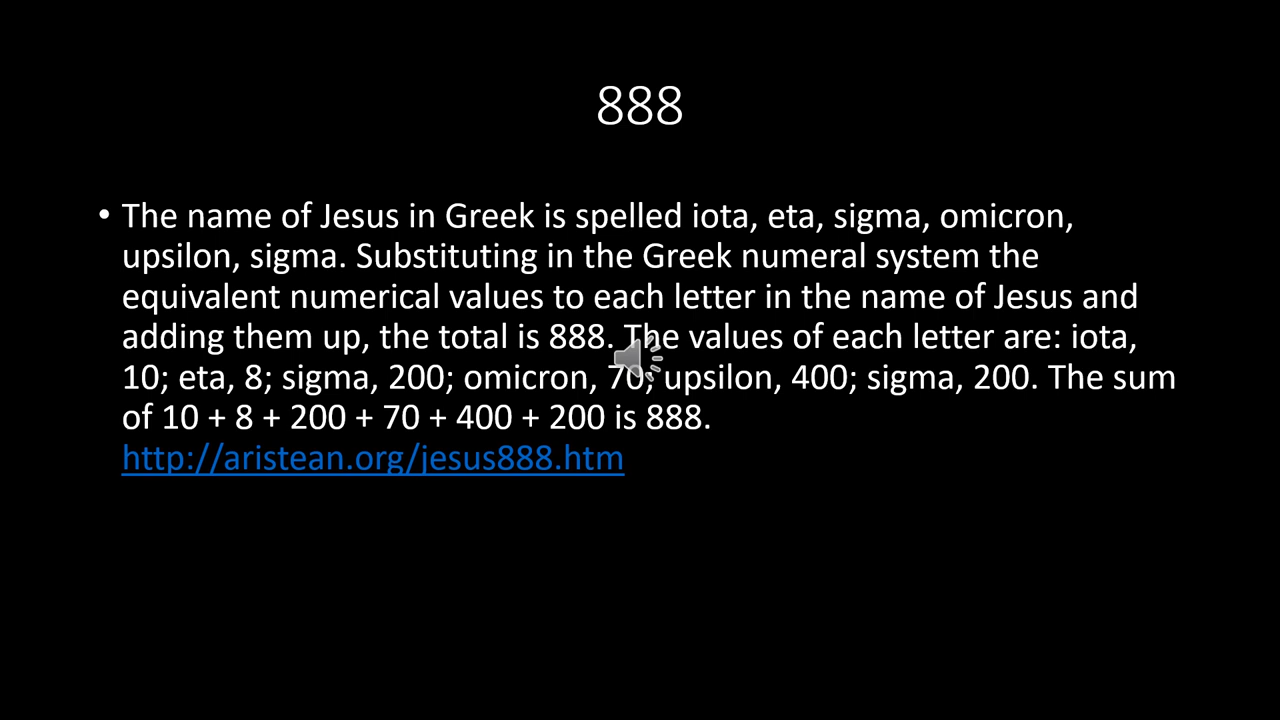 888
• The name of Jesus in Greek is spelled iota, eta, sigma, omicron,
upsilon, sigma. Substituting in the Greek numeral system the
equivalent numerical values to each letter in the name of Jesus and
adding them up, the total is 888. The values of each letter are: iota,
10; eta, 8; sigma, 200; omicron, 70; upsilon, 400; sigma, 200. The sum
of 10 + 8 + 200 + 70 + 400 + 200 is 888.
http://aristean.org/jesus888.htm